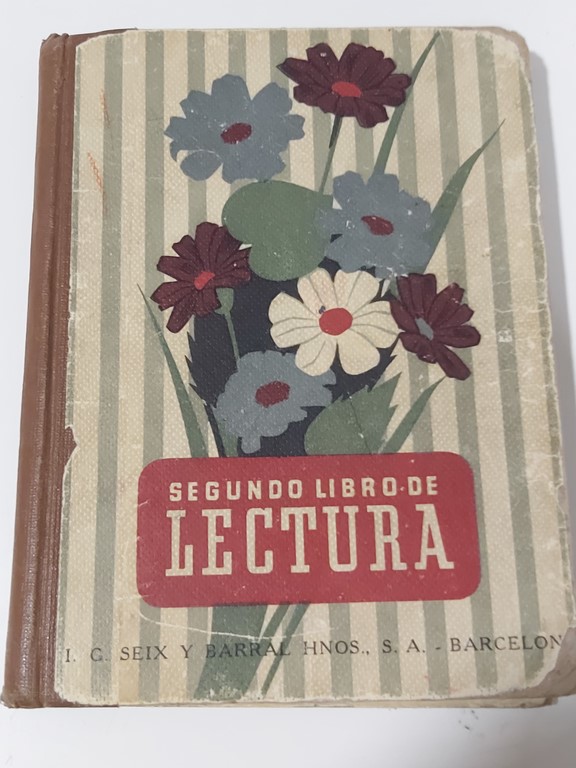 SEGUNDO LIBRO DE
LECTURA
I. G. SEIX Y BARRAL HNOS., S. A. - BARCELON